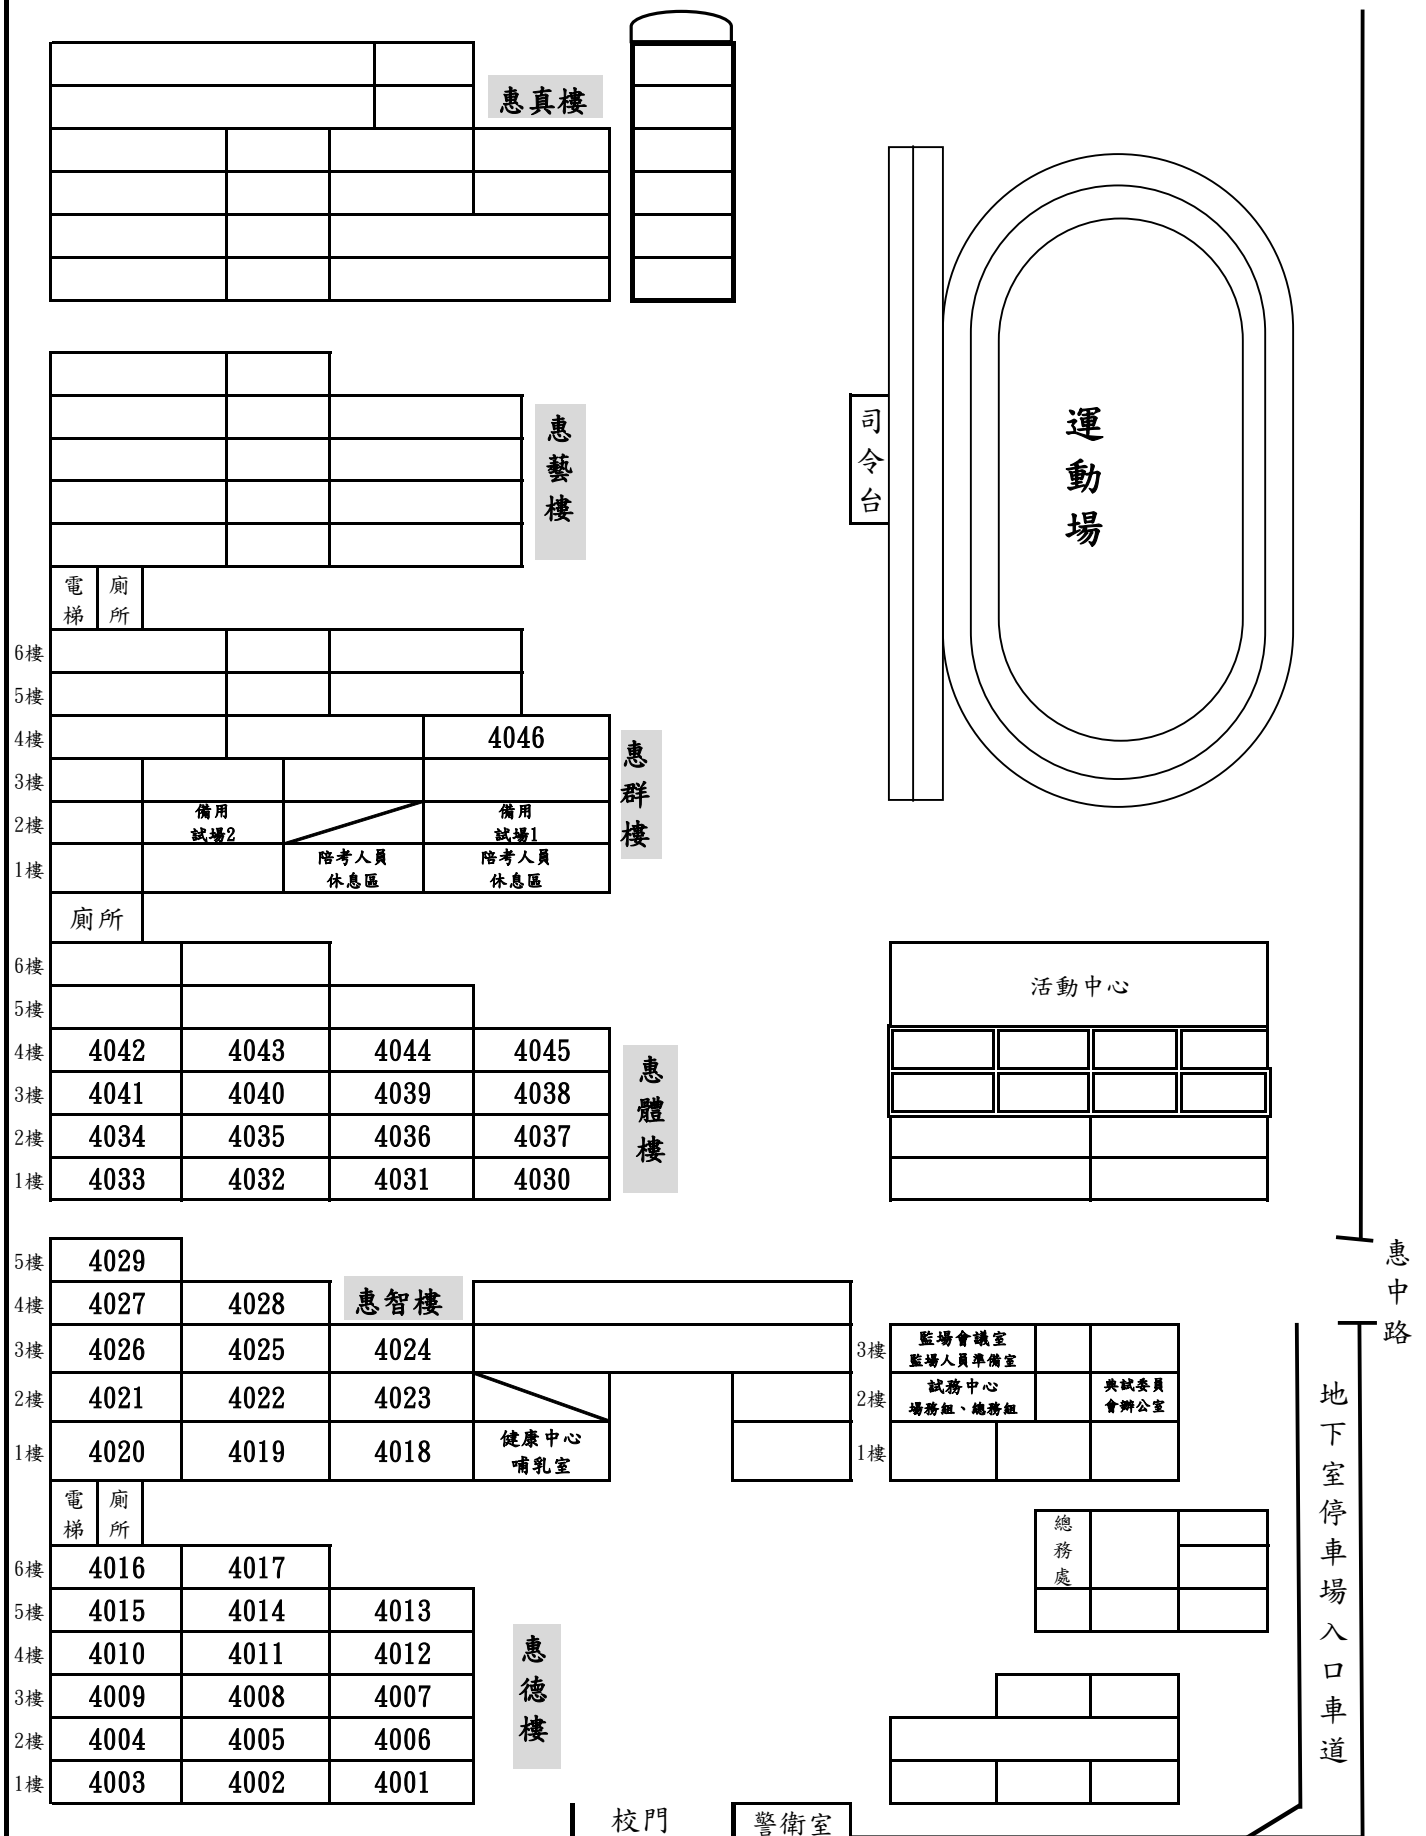 惠真樓
惠藝樓
司令台
運動場
電梯
廁所
6樓
5樓
4樓 4046
惠群樓
3樓
2樓
備用
試場2
備用
試場1
1樓
陪考人員
休息區
陪考人員
休息區
廁所
6樓
5樓
活動中心
4樓 4042 4043 4044 4045
3樓 4041 4040 4039 4038
2樓 4034 4035 4036 4037
1樓 4033 4032 4031 4030
惠體樓
5樓 4029
4樓 4027 4028
惠智樓
3樓 4026 4025 4024
2樓 4021 4022 4023
1樓 4020 4019 4018
健康中心
哺乳室
3樓
監場會議室
監場人員準備室
2樓
試務中心
場務組、總務組
典試委員
會辦公室
1樓
惠中路
地下室停車場入口車道
電梯
廁所
總務處
6樓 4016 4017
5樓 4015 4014 4013
4樓 4010 4011 4012
3樓 4009 4008 4007
2樓 4004 4005 4006
1樓 4003 4002 4001
惠德樓
校門
警衛室